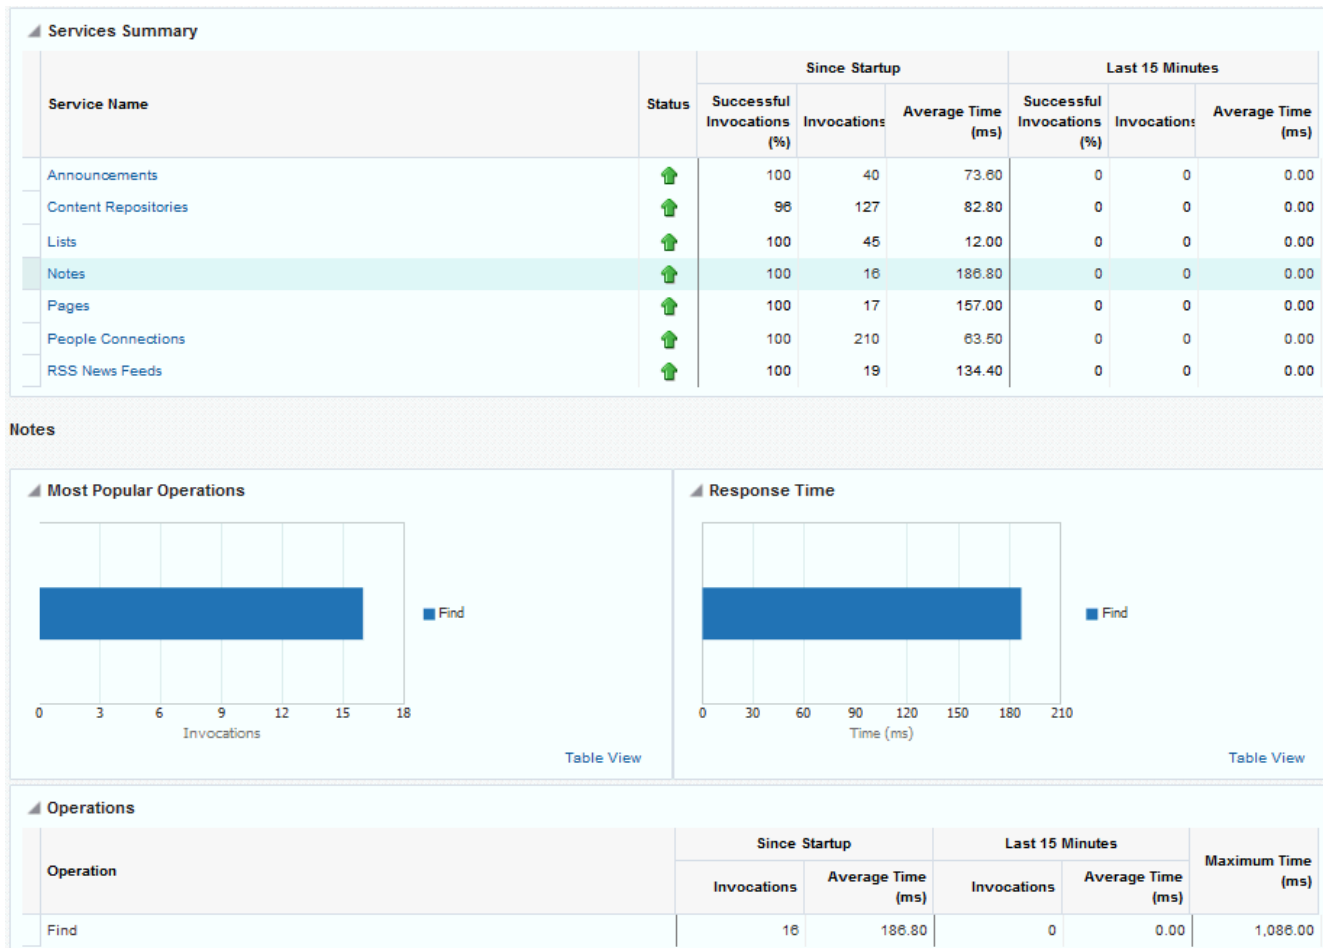 Services Summary
Since Startup Last 15 Minutes
Service Name Status Successful Invocations (%) Invocations Average Time (ms) Successful Invocations (%) Invocations Average Time (ms)
Announcements 100 40 73.60 0 0 0.00
Content Repositories 96 127 82.80 0 0 0.00
Lists 100 45 12.00 0 0 0.00
Notes 100 16 186.80 0 0 0.00
Pages 100 17 157.00 0 0 0.00
People Connections 100 210 63.50 0 0 0.00
RSS News Feeds 100 19 134.40 0 0 0.00
Notes
Most Popular Operations
Find
0 3 6 9 12 15 18
Invocations
Table View
Response Time
Find
0 30 60 90 120 150 180 210
Time (ms)
Table View
Operations
Since Startup Last 15 Minutes
Operation Invocations Average Time (ms) Invocations Average Time (ms) Maximum Time (ms)
Find 16 186.80 0 0.00 1,086.00